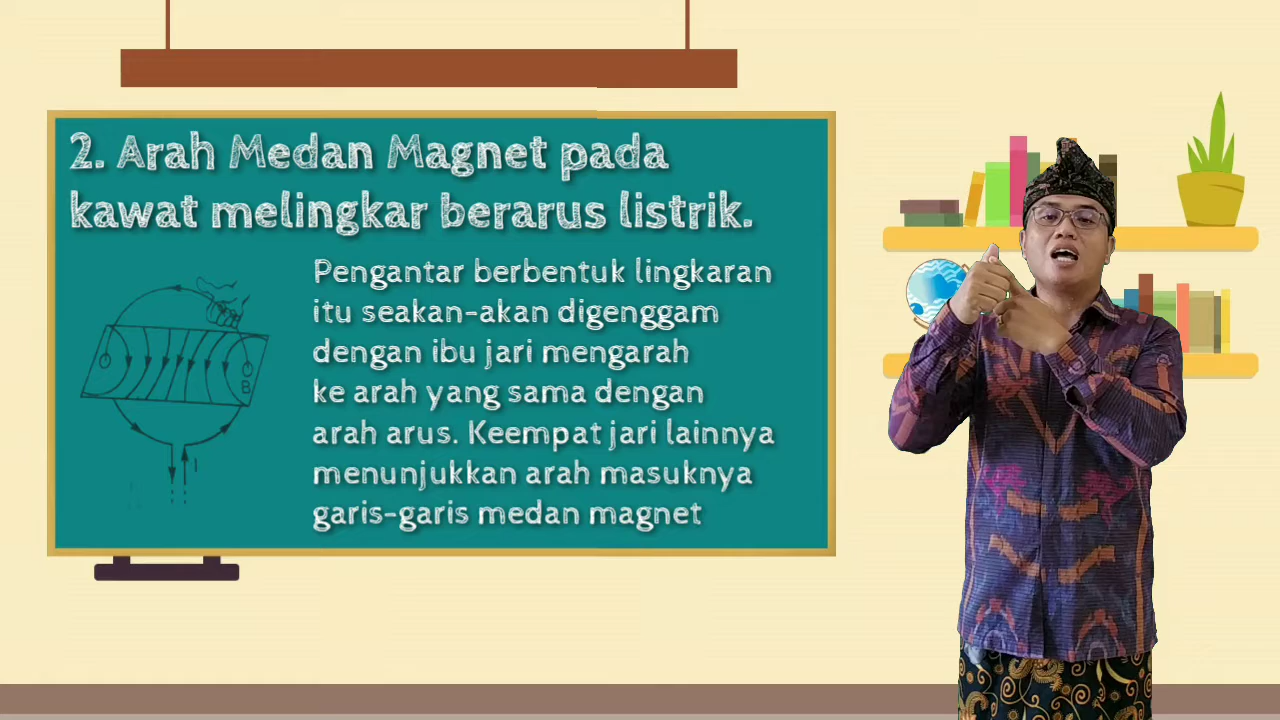 2. Arah Medan Magnet pada
kawat melingkar berarus listrik.
Pengantar berbentuk lingkaran
itu seakan-akan digenggam
dengan ibu jari mengarah
ke arah yang sama dengan
arah arus. Keempat jari lainnya
menunjukkan arah masuknya
garis-garis medan magnet
B
I